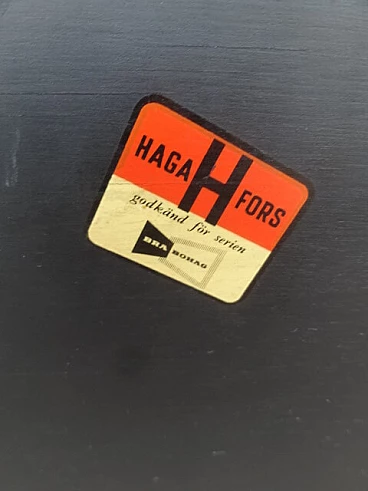 HAGA H FORS
godkänd för serien
BRA BOHAG